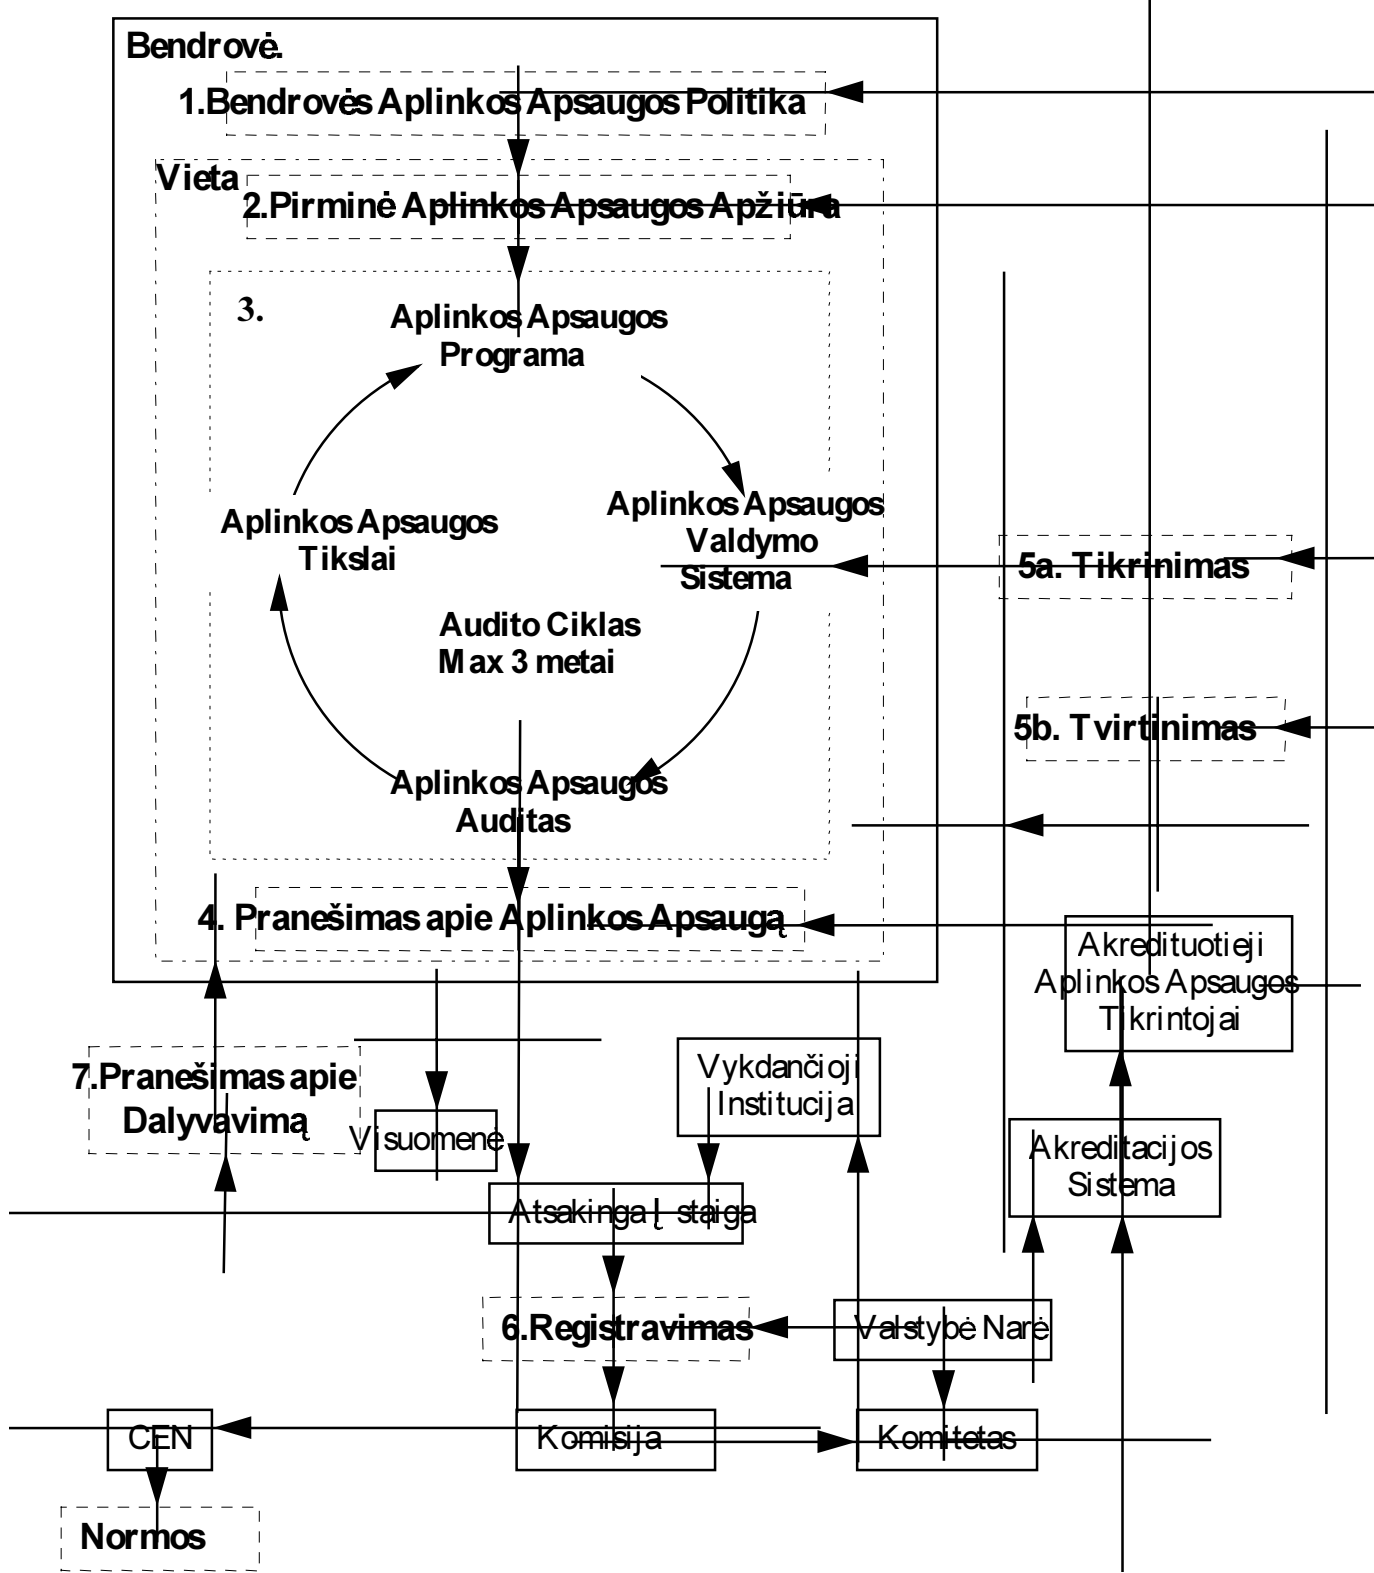 Bendrovė.
1.Bendrovės Aplinkos Apsaugos Politika
Vieta
2.Pirminė Aplinkos Apsaugos Apžiūra
3.
Aplinkos Apsaugos
Programa
Aplinkos Apsaugos
Valdymo
Sistema
Aplinkos Apsaugos
Tikslai
Audito Ciklas
Max 3 metai
Aplinkos Apsaugos
Auditas
5a. Tikrinimas
5b. Tvirtinimas
4. Pranešimas apie Aplinkos Apsaugą
Akredituotieji
Aplinkos Apsaugos
Tikrintojai
7.Pranešimas apie
Dalyvavimą
Visuomenė
Vykdančioji
Institucija
Akreditacijos
Sistema
Atsakinga Įstaiga
6.Registravimas
Valstybė Narė
CEN
Komisija
Komitetas
Normos